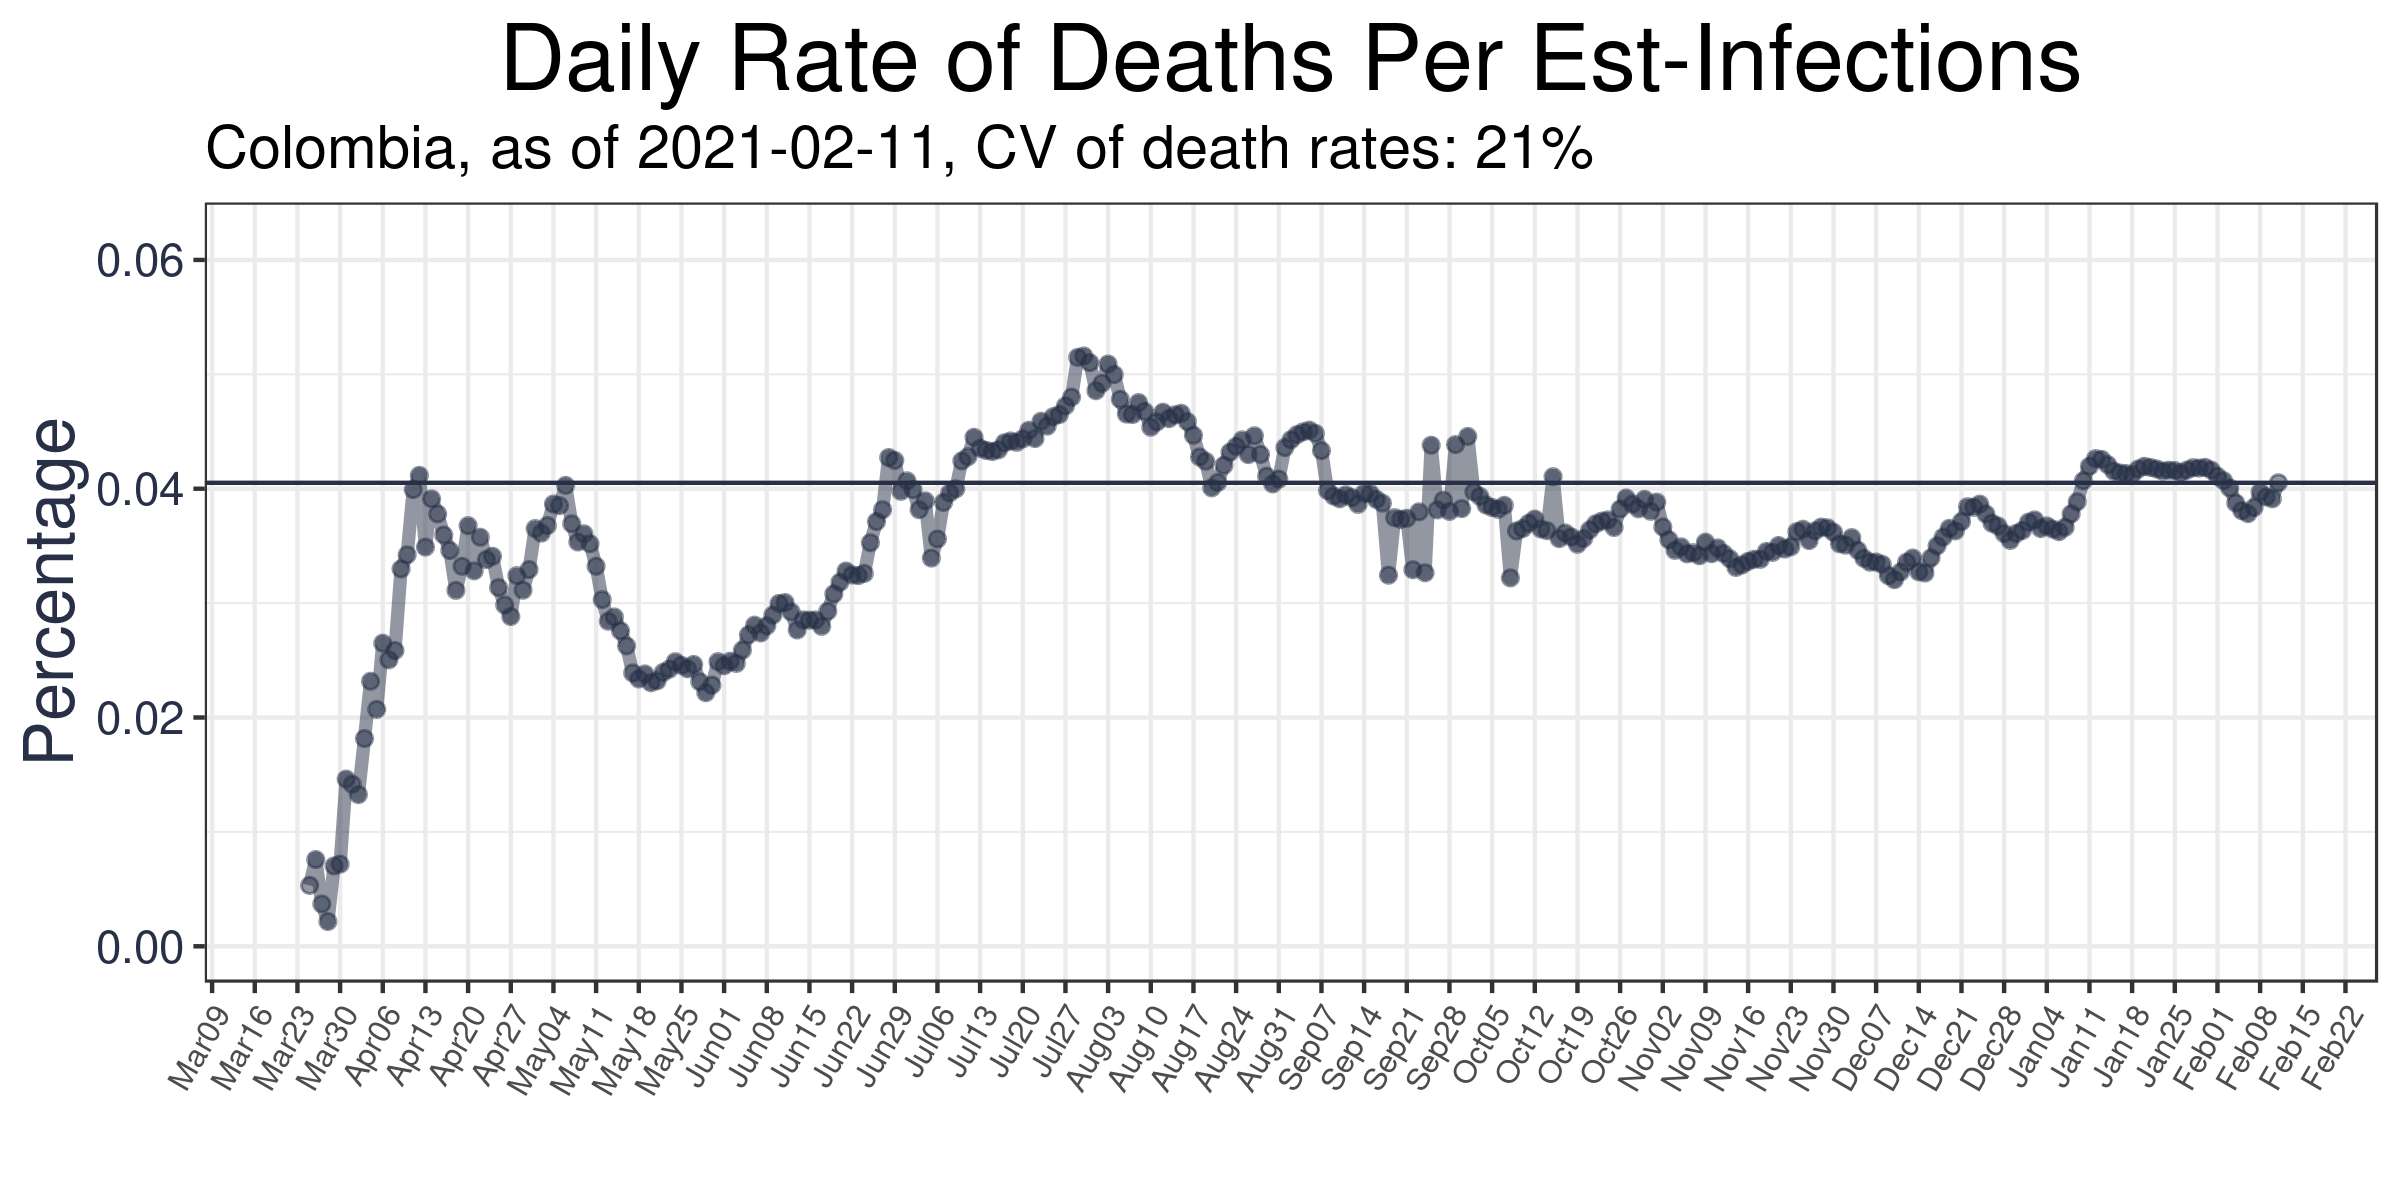 Daily Rate of Deaths Per Est-Infections
Colombia, as of 2021-02-11, CV of death rates: 21%
Percentage
0.06
0.04
0.02
0.00
Mar09
Mar16
Mar23
Mar30
Apr06
Apr13
Apr20
Apr27
May04
May11
May18
May25
Jun01
Jun08
Jun15
Jun22
Jun29
Jul06
Jul13
Jul20
Jul27
Aug03
Aug10
Aug17
Aug24
Aug31
Sep07
Sep14
Sep21
Sep28
Oct05
Oct12
Oct19
Oct26
Nov02
Nov09
Nov16
Nov23
Nov30
Dec07
Dec14
Dec21
Dec28
Jan04
Jan11
Jan18
Jan25
Feb01
Feb08
Feb15
Feb22